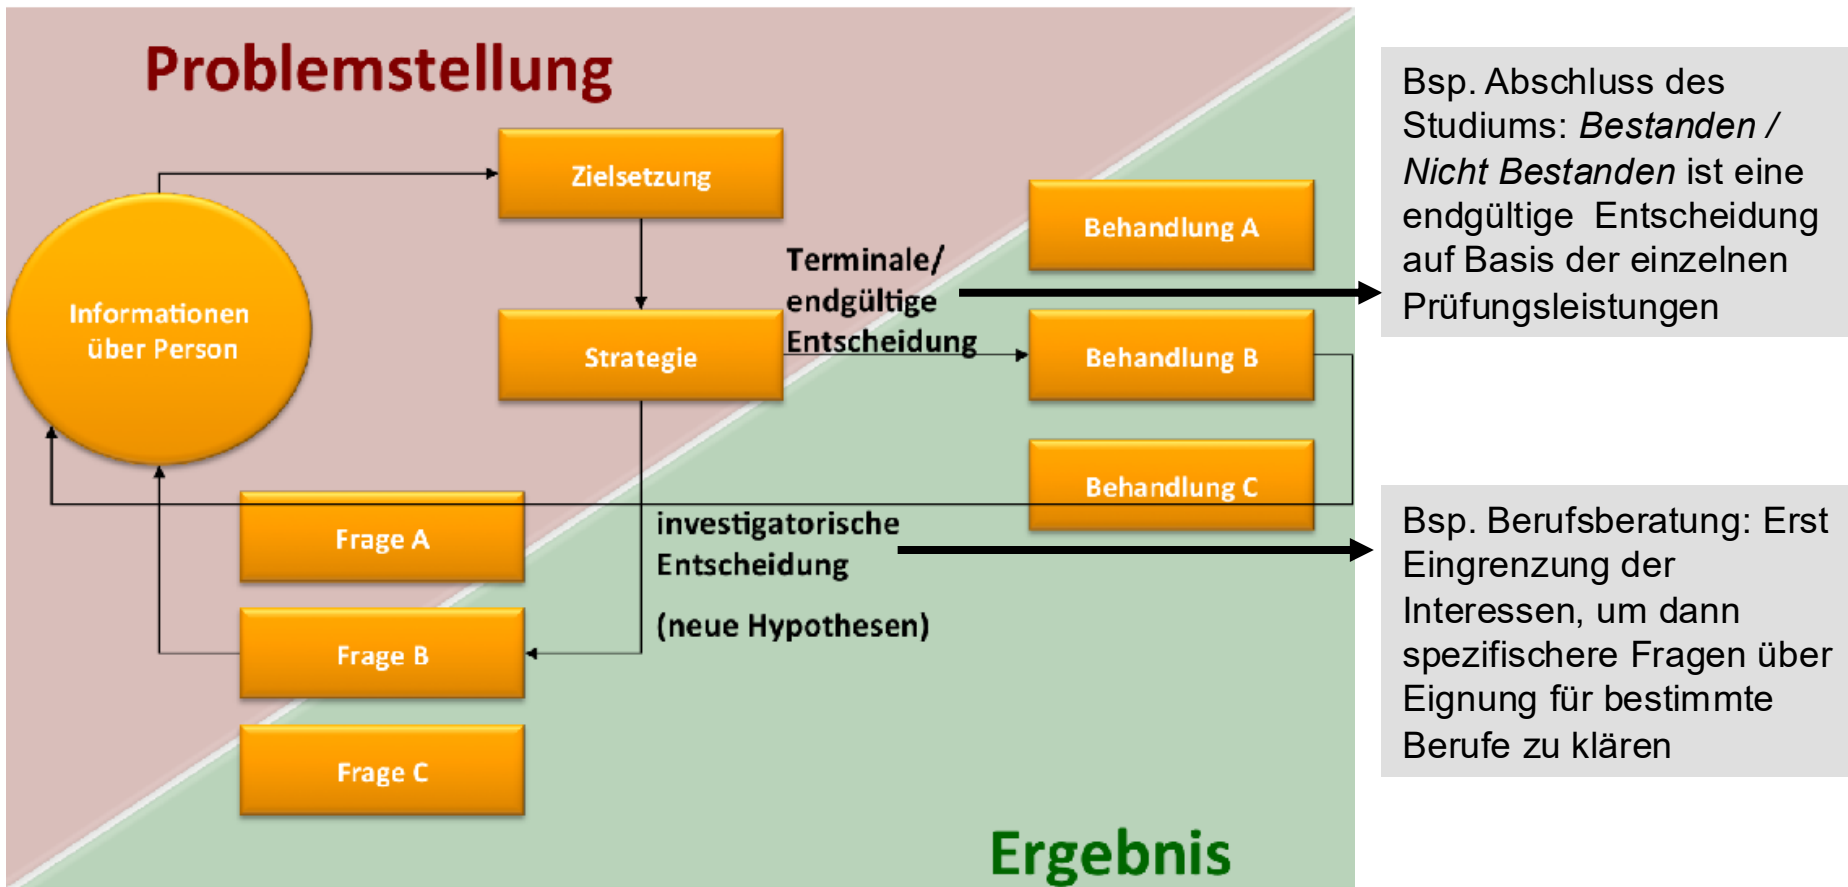 Problemstellung
Zielsetzung
Informationen
über Person
Strategie
Terminale/
endgültige
Entscheidung
Behandlung A
Behandlung B
Behandlung C
Frage A
Frage B
Frage C
investigatorische
Entscheidung
(neue Hypothesen)
Ergebnis
Bsp. Abschluss des
Studiums: Bestanden /
Nicht Bestanden ist eine
endgültige Entscheidung
auf Basis der einzelnen
Prüfungsleistungen
Bsp. Berufsberatung: Erst
Eingrenzung der
Interessen, um dann
spezifischere Fragen über
Eignung für bestimmte
Berufe zu klären